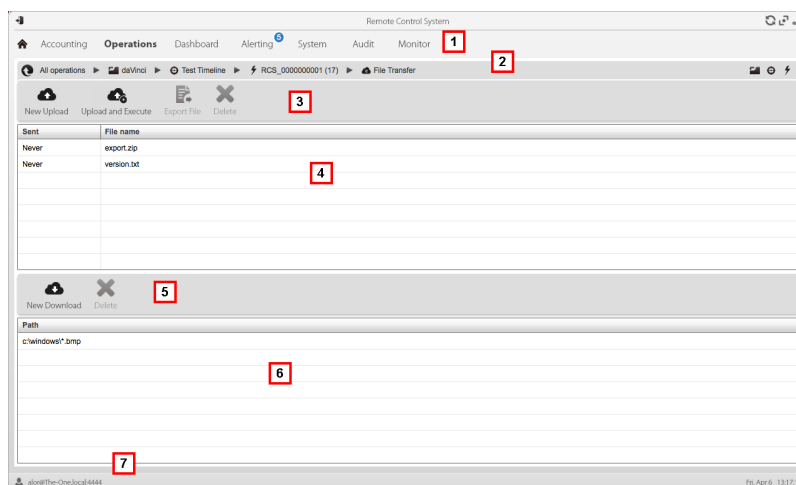 Remote Control System
Accounting Operations Dashboard Alerting 5 System Audit Monitor 1
All operations daVinci Test Timeline RCS_0000000001 (17) File Transfer 2
New Upload Upload and Execute Export File Delete 3
Sent File name
Never export.zip
Never version.txt
4
New Download Delete 5
Path
c:\windows\*.bmp
6
7
alor@The-One.local:4444 Fri, Apr 6 13:17: